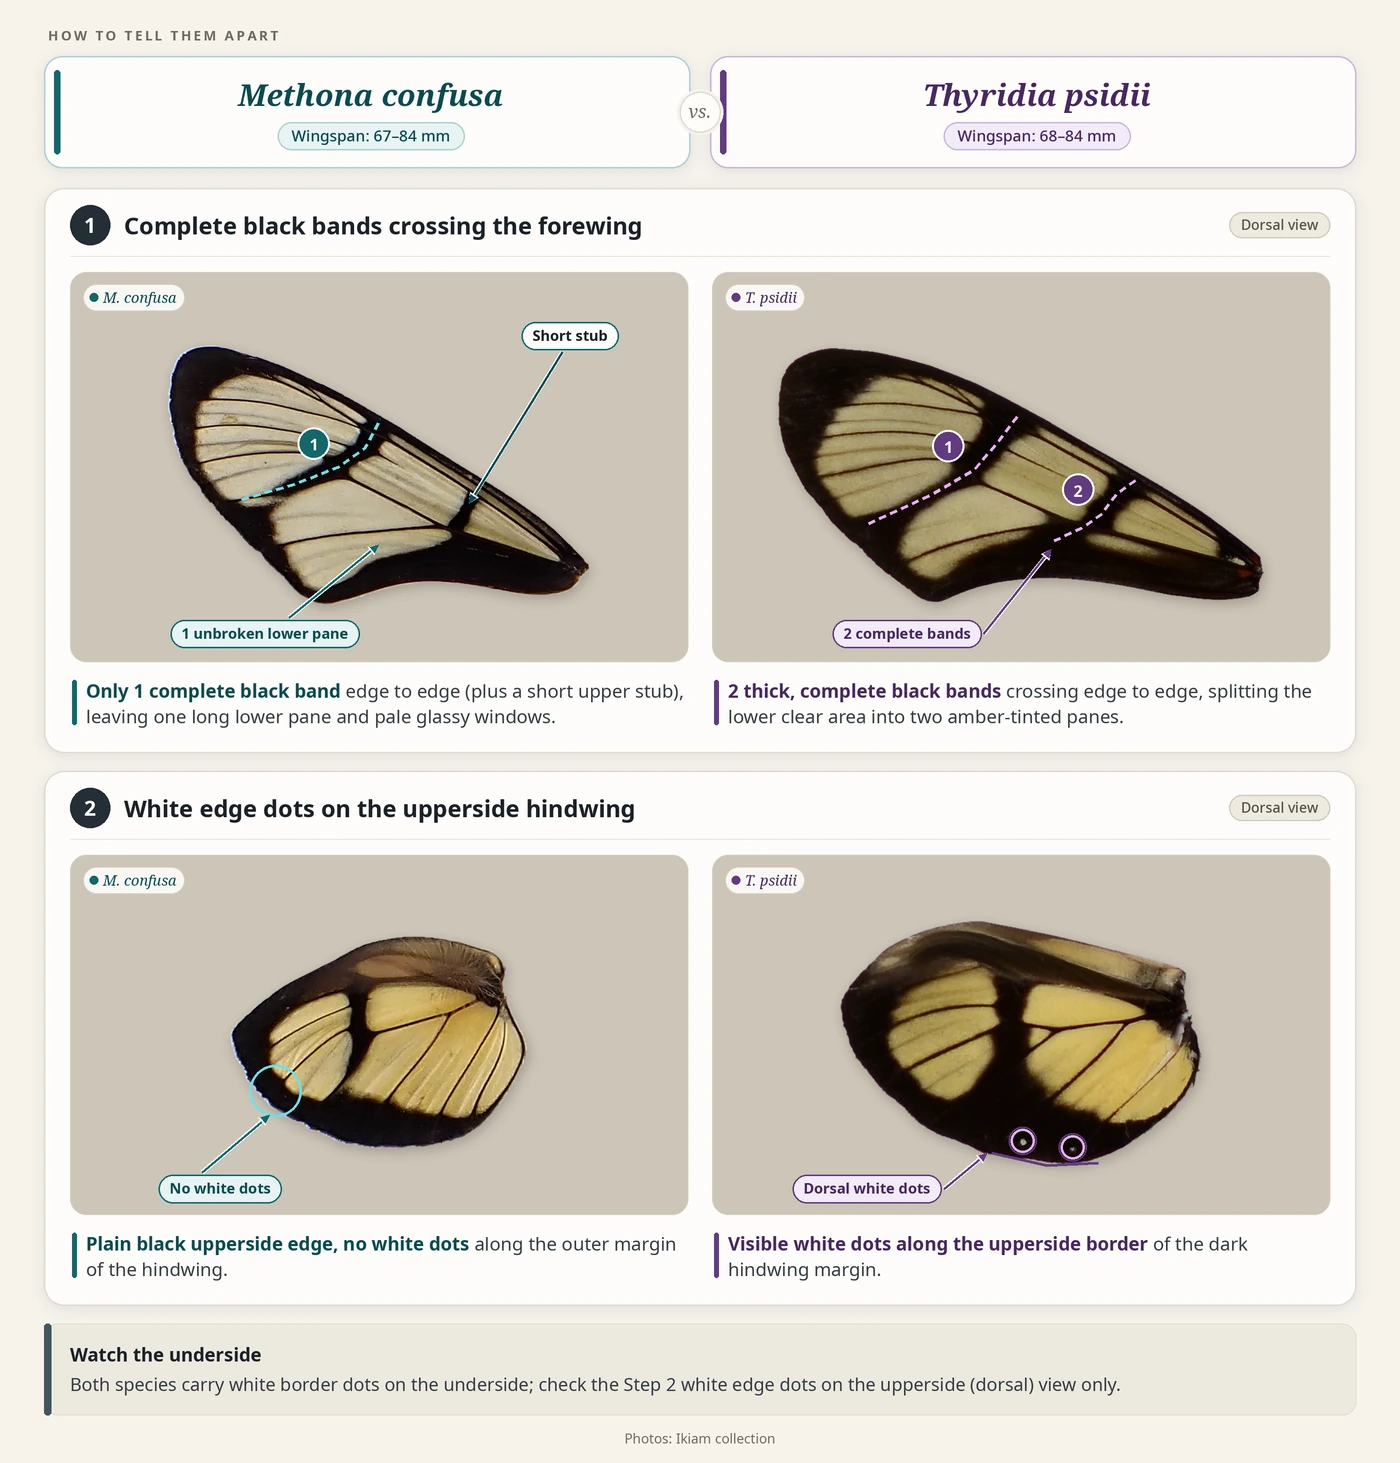 HOW TO TELL THEM APART
Methona confusa
Wingspan: 67–84 mm
vs.
Thyridia psidii
Wingspan: 68–84 mm
1 Complete black bands crossing the forewing
Dorsal view
M. confusa
Short stub
1
1 unbroken lower pane
T. psidii
1
2
2 complete bands
Only 1 complete black band edge to edge (plus a short upper stub),
leaving one long lower pane and pale glassy windows.
2 thick, complete black bands crossing edge to edge, splitting the
lower clear area into two amber-tinted panes.
2 White edge dots on the upperside hindwing
Dorsal view
M. confusa
No white dots
T. psidii
Dorsal white dots
Plain black upperside edge, no white dots along the outer margin
of the hindwing.
Visible white dots along the upperside border of the dark
hindwing margin.
Watch the underside
Both species carry white border dots on the underside; check the Step 2 white edge dots on the upperside (dorsal) view only.
Photos: Ikiam collection